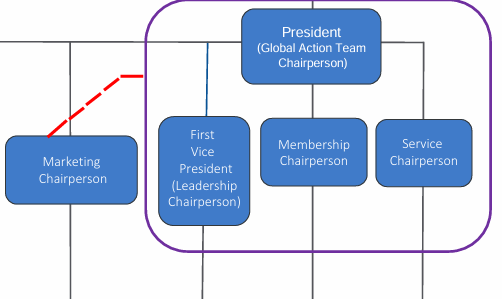 President
(Global Action Team
Chairperson)
Marketing
Chairperson
First
Vice
President
(Leadership
Chairperson)
Membership
Chairperson
Service
Chairperson